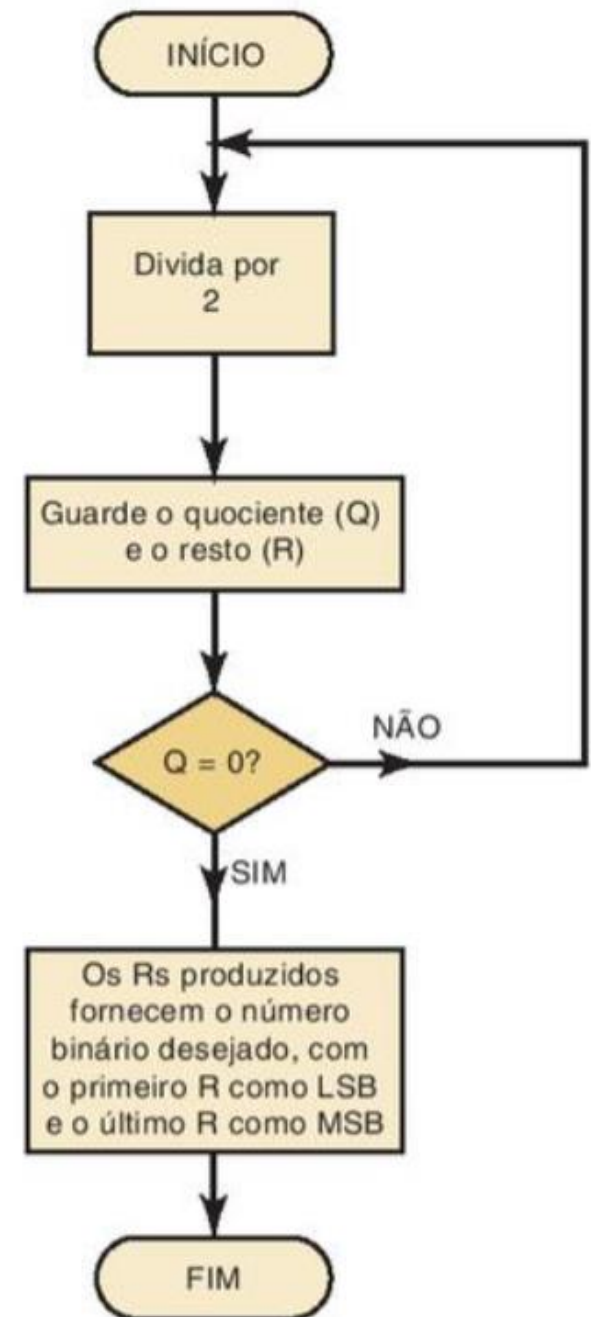 INÍCIO
Divida por
2
Guarde o quociente (Q)
e o resto (R)
Q = 0?
NÃO
SIM
Os Rs produzidos
fornecem o número
binário desejado, com
o primeiro R como LSB
e o último R como MSB
FIM